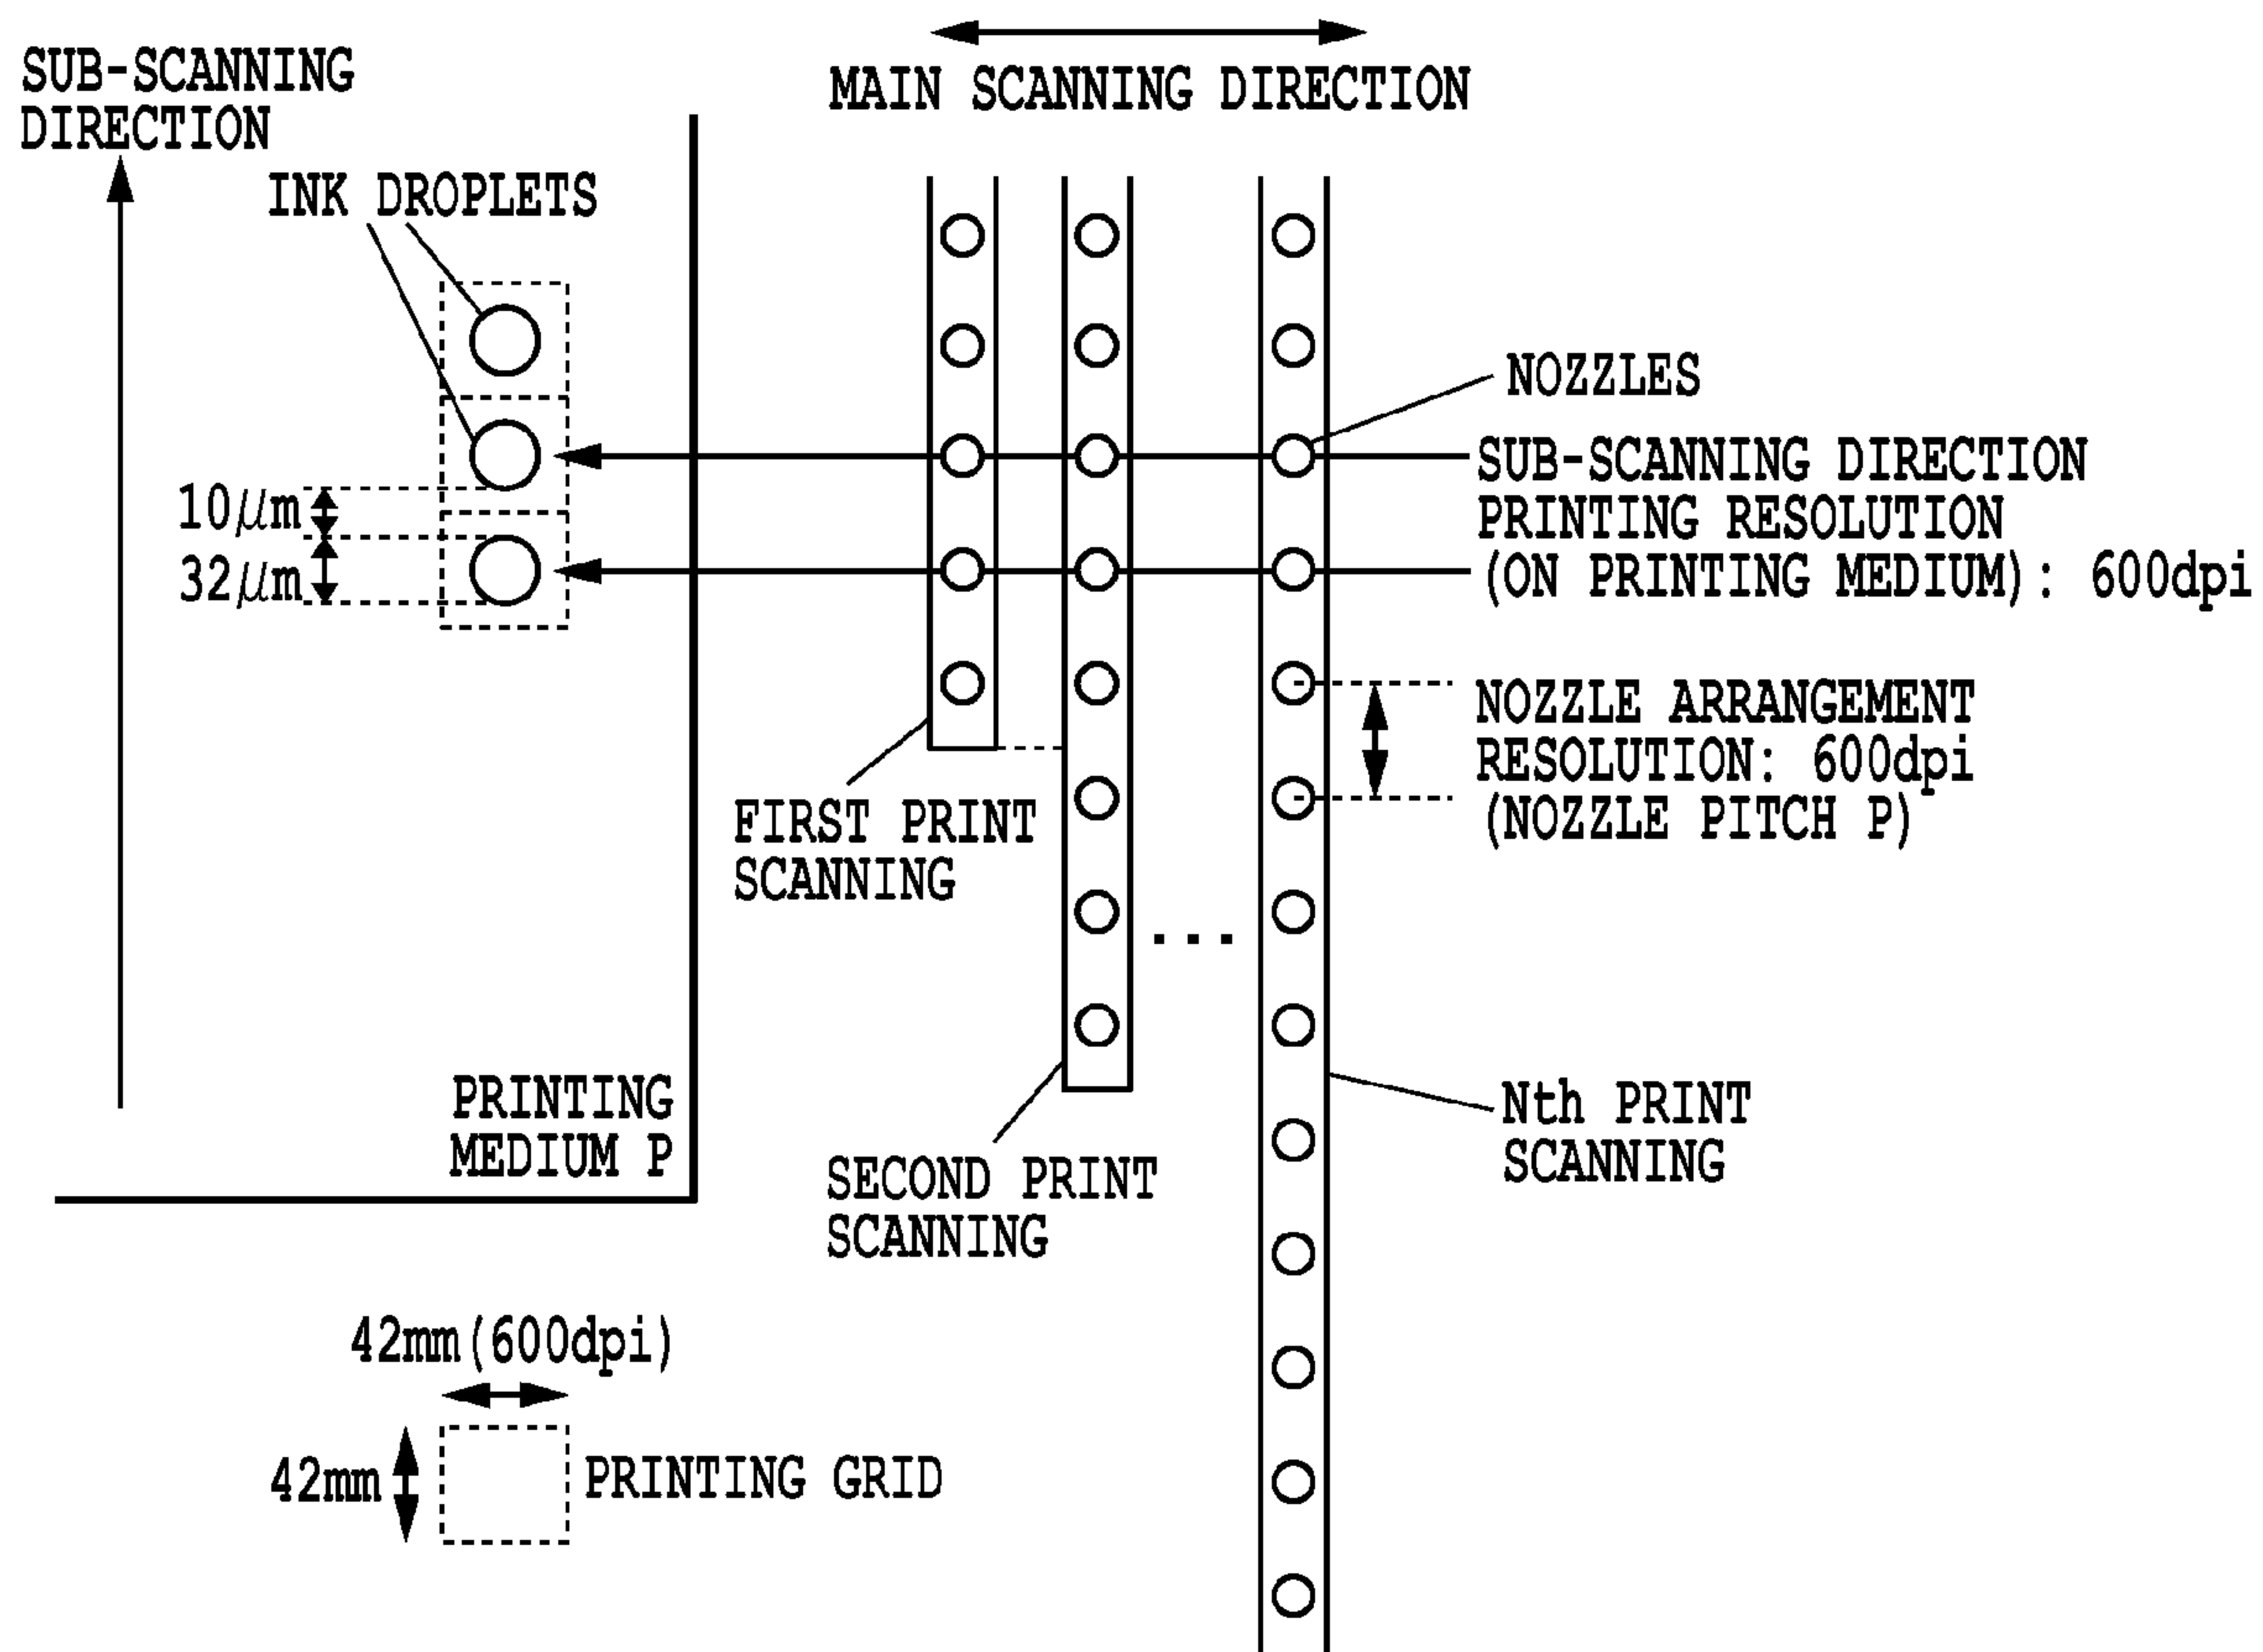 SUB-SCANNING
DIRECTION
MAIN SCANNING DIRECTION
INK DROPLETS
NOZZLES
SUB-SCANNING DIRECTION
PRINTING RESOLUTION
(ON PRINTING MEDIUM): 600dpi
10μm
32μm
NOZZLE ARRANGEMENT
RESOLUTION: 600dpi
(NOZZLE PITCH P)
FIRST PRINT
SCANNING
...
PRINTING
MEDIUM P
SECOND PRINT
SCANNING
Nth PRINT
SCANNING
42mm(600dpi)
42mm
PRINTING GRID